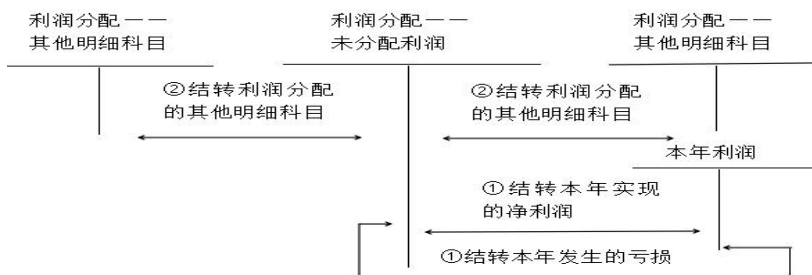 利润分配——
其他明细科目
利润分配——
未分配利润
利润分配——
其他明细科目
②结转利润分配
的其他明细科目
②结转利润分配
的其他明细科目
本年利润
①结转本年实现
的净利润
①结转本年发生的亏损